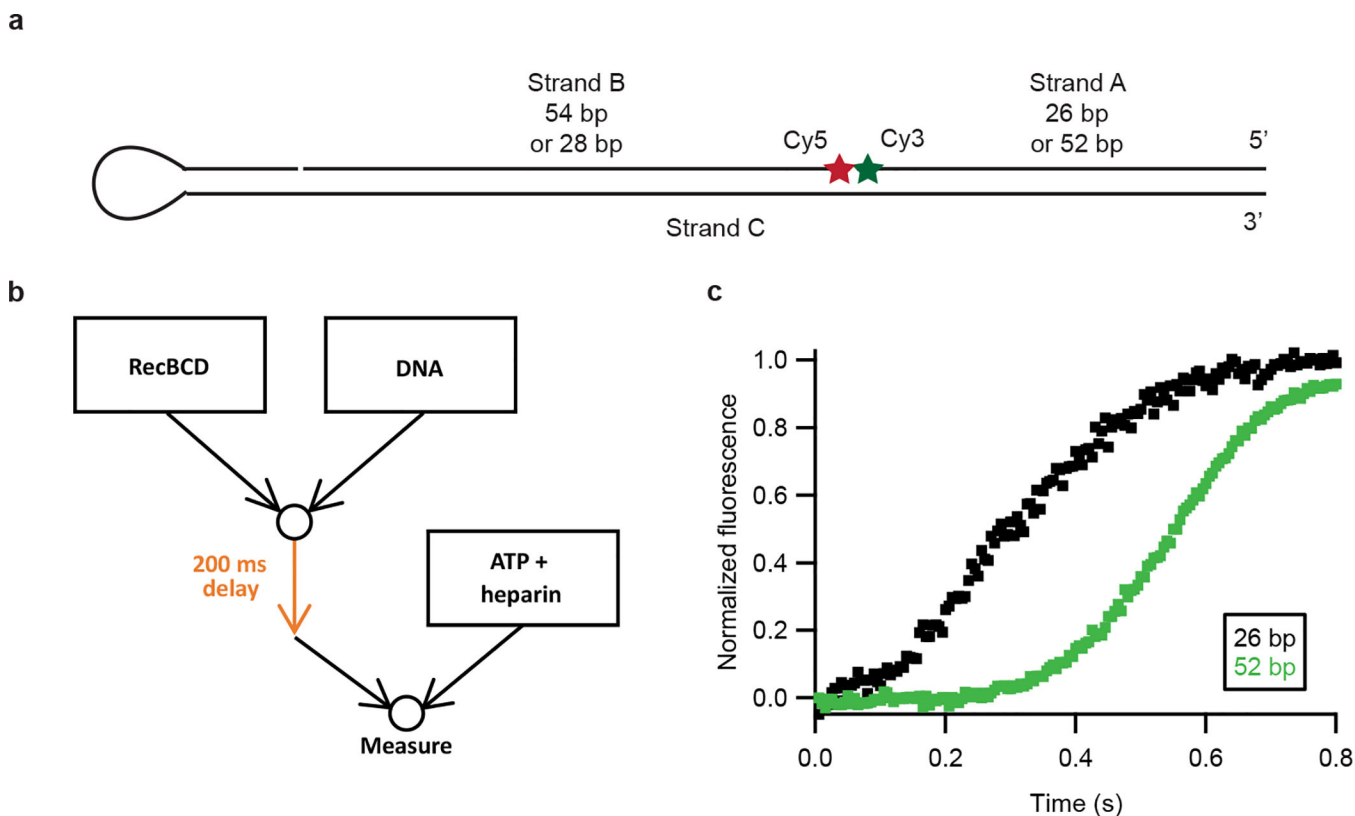 a
Strand B
54 bp
or 28 bp
Cy5
Cy3
Strand A
26 bp
or 52 bp
5’
Strand C
3’
b
RecBCD
DNA
200 ms
delay
ATP +
heparin
Measure
c
Normalized fluorescence
1.0
0.8
0.6
0.4
0.2
0.0
26 bp
52 bp
0.0
0.2
0.4
0.6
0.8
Time (s)